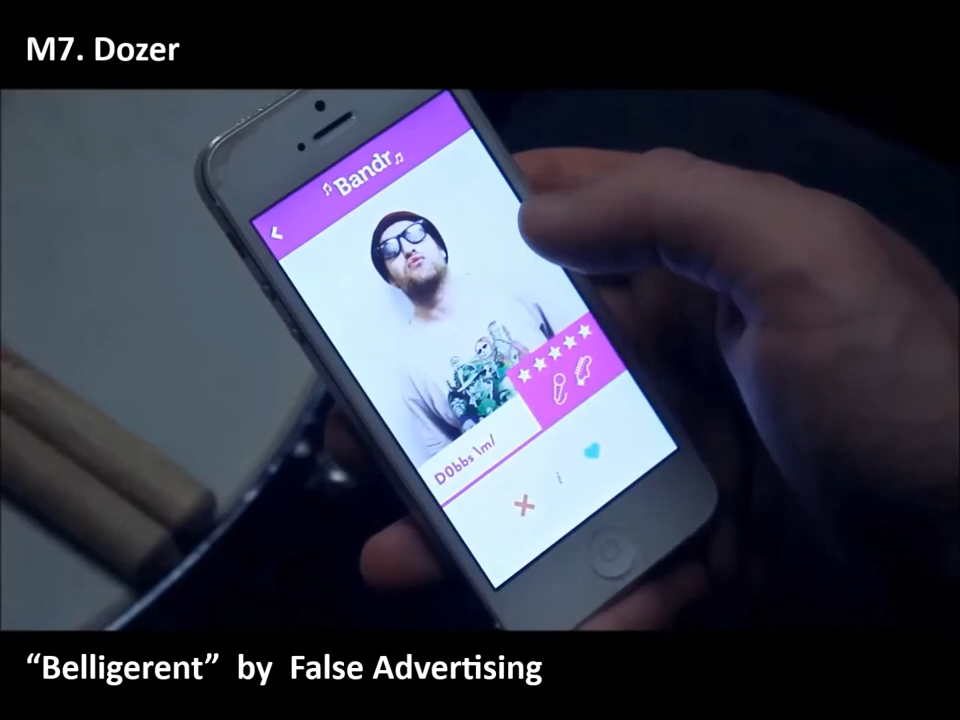 M7. Dozer
Bandr
D0bbs \m/
i
"Belligerent" by False Advertising